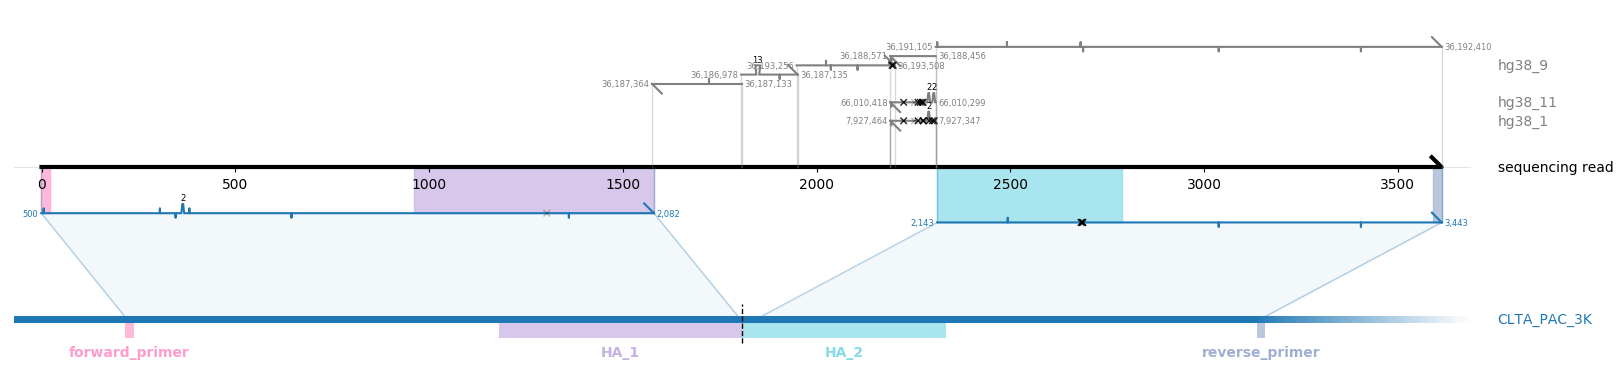 36,191,105 36,192,410
36,188,571 36,188,456
13
36,193,256 36,193,508 hg38_9
36,186,978 36,187,135
36,187,364 36,187,133
2 2
66,010,418 66,010,299 hg38_11
2
7,927,464 7,927,347 hg38_1
sequencing read
0 500 1000 1500 2000 2500 3000 3500
2
500 2,082
2,143 3,443
CLTA_PAC_3K
forward_primer HA_1 HA_2 reverse_primer